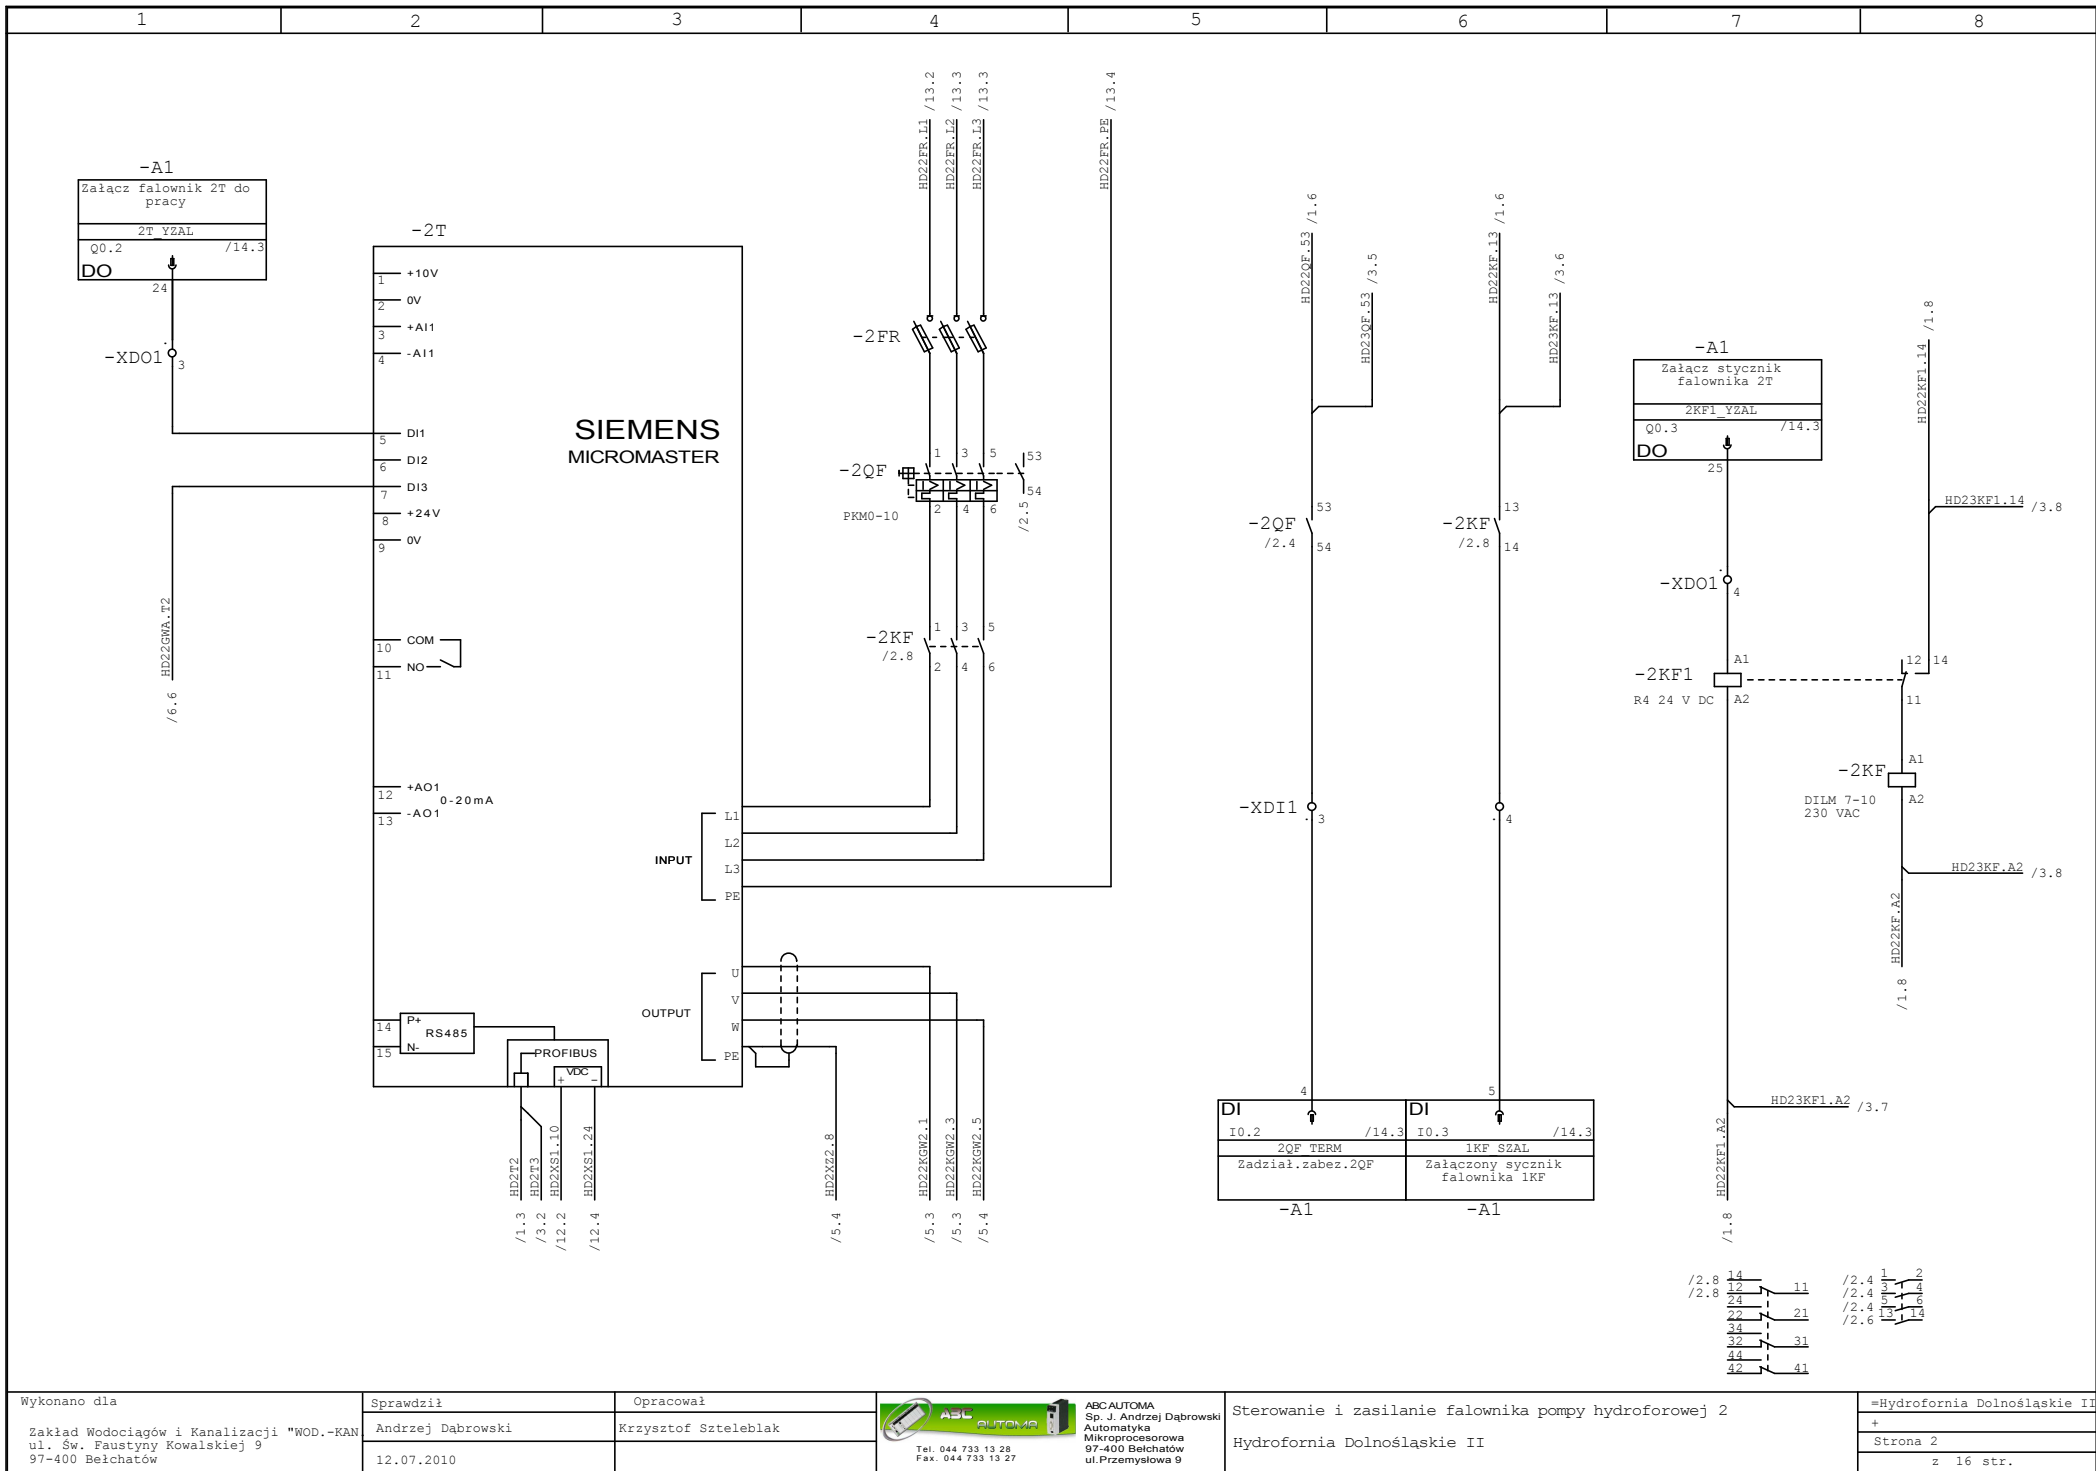 1 2 3 4 5 6 7 8
-A1
Załącz falownik 2T do
pracy
2T_YZAL
Q0.2 /14.3
DO
24
-XDO1
3
HD22GWA.T2
/6.6
-2T
1 +10V
2 0V
3 +AI1
4 -AI1
5 DI1
6 DI2
7 DI3
8 +24V
9 0V
10 COM
11 NO
12 +AO1
0-20mA
13 -AO1
14 P+
RS485
15 N-
PROFIBUS
VDC
+ -
SIEMENS
MICROMASTER
INPUT
L1
L2
L3
PE
OUTPUT
U
V
W
PE
HD2T2 /1.3
HD2T3 /3.2
HD2XS1.10 /12.2
HD2XS1.24 /12.4
HD2XZ2.8 /5.4
HD22KGW2.1 /5.3
HD22KGW2.3 /5.3
HD22KGW2.5 /5.4
HD22FR.L1 /13.2
HD22FR.L2 /13.3
HD22FR.L3 /13.3
HD22FR.PE /13.4
-2FR
-2QF
PKM0-10
1 3 5 53
2 4 6 54
/2.5
-2KF
/2.8
1 3 5
2 4 6
HD22QF.53 /1.6
HD23QF.53 /3.5
-2QF
/2.4
53
54
-XDI1
3
4
DI
I0.2 /14.3
2QF_TERM
Zadział.zabez.2QF
-A1
HD22KF.13 /1.6
HD23KF.13 /3.6
-2KF
/2.8
13
14
4
5
DI
I0.3 /14.3
1KF_SZAL
Załączony sycznik
falownika 1KF
-A1
-A1
Załącz stycznik
falownika 2T
2KF1_YZAL
Q0.3 /14.3
DO
25
-XDO1
4
-2KF1
R4 24 V DC
A1
A2
HD23KF1.A2 /3.7
HD22KF1.A2
/1.8
HD22KF1.14 /1.8
HD23KF1.14 /3.8
12 14
11
-2KF
DILM 7-10
230 VAC
A1
A2
HD23KF.A2 /3.8
HD22KF.A2
/1.8
/2.8 14
/2.8 12 11
24
22 21
34
32 31
44
42 41
/2.4 1 2
/2.4 3 4
/2.4 5 6
/2.6 13 14
Wykonano dla
Zakład Wodociągów i Kanalizacji "WOD.-KAN.
ul. Św. Faustyny Kowalskiej 9
97-400 Bełchatów
Sprawdził
Andrzej Dąbrowski
12.07.2010
Opracował
Krzysztof Szteleblak
ABC AUTOMA
Tel. 044 733 13 28
Fax. 044 733 13 27
ABC AUTOMA
Sp. J. Andrzej Dąbrowski
Automatyka
Mikroprocesorowa
97-400 Bełchatów
ul.Przemysłowa 9
Sterowanie i zasilanie falownika pompy hydroforowej 2
Hydrofornia Dolnośląskie II
=Hydrofornia Dolnośląskie II
+
Strona 2
z 16 str.